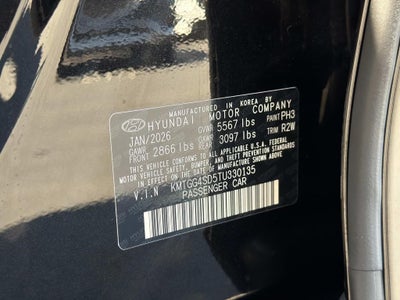 MANUFACTURED IN KOREA BY
HYUNDAI MOTOR COMPANY
JAN/2026 GVWR 5567 lbs PAINT PH3
GAWR FRONT 2866 lbs GAWR REAR 3097 lbs TRIM R2W
THIS VEHICLE CONFORMS TO ALL APPLICABLE U.S.A. FEDERAL
MOTOR VEHICLE SAFETY, BUMPER, AND THEFT PREVENTION
STANDARDS IN EFFECT ON THE DATE OF MANUFACTURE SHOWN ABOVE.
V.I.N KMTGG4SD5TU330135
PASSENGER CAR